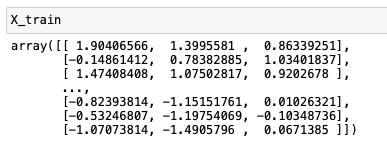 X_train
array([[ 1.90406566,  1.3995581 ,  0.86339251],
       [-0.14861412,  0.78382885,  1.03401837],
       [ 1.47408408,  1.07502817,  0.9202678 ],
       ...,
       [-0.82393814, -1.15151761,  0.01026321],
       [-0.53246807, -1.19754069, -0.10348736],
       [-1.07073814, -1.4905796 ,  0.0671385 ]])